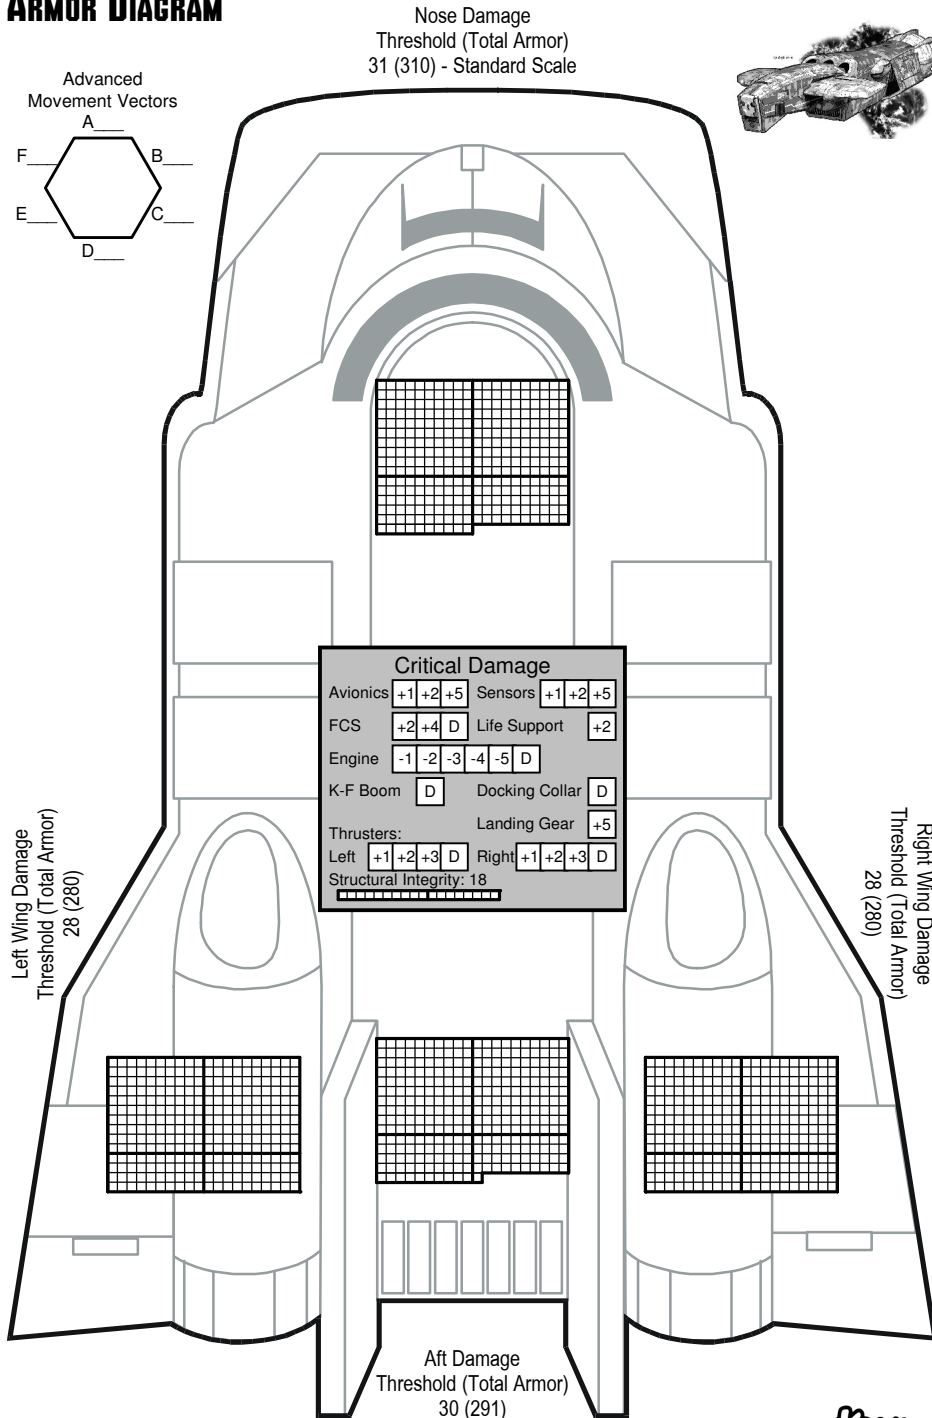 ARMOR DIAGRAM
Nose Damage
Threshold (Total Armor)
31 (310) - Standard Scale
Advanced
Movement Vectors
A___
F___ B___
E___ C___
D___
Critical Damage
Avionics +1 +2 +5 Sensors +1 +2 +5
FCS +2 +4 D Life Support +2
Engine -1 -2 -3 -4 -5 D
K-F Boom D Docking Collar D
Landing Gear +5
Thrusters:
Left +1 +2 +3 D Right +1 +2 +3 D
Structural Integrity: 18
Left Wing Damage
Threshold (Total Armor)
28 (280)
Right Wing Damage
Threshold (Total Armor)
28 (280)
Aft Damage
Threshold (Total Armor)
30 (291)